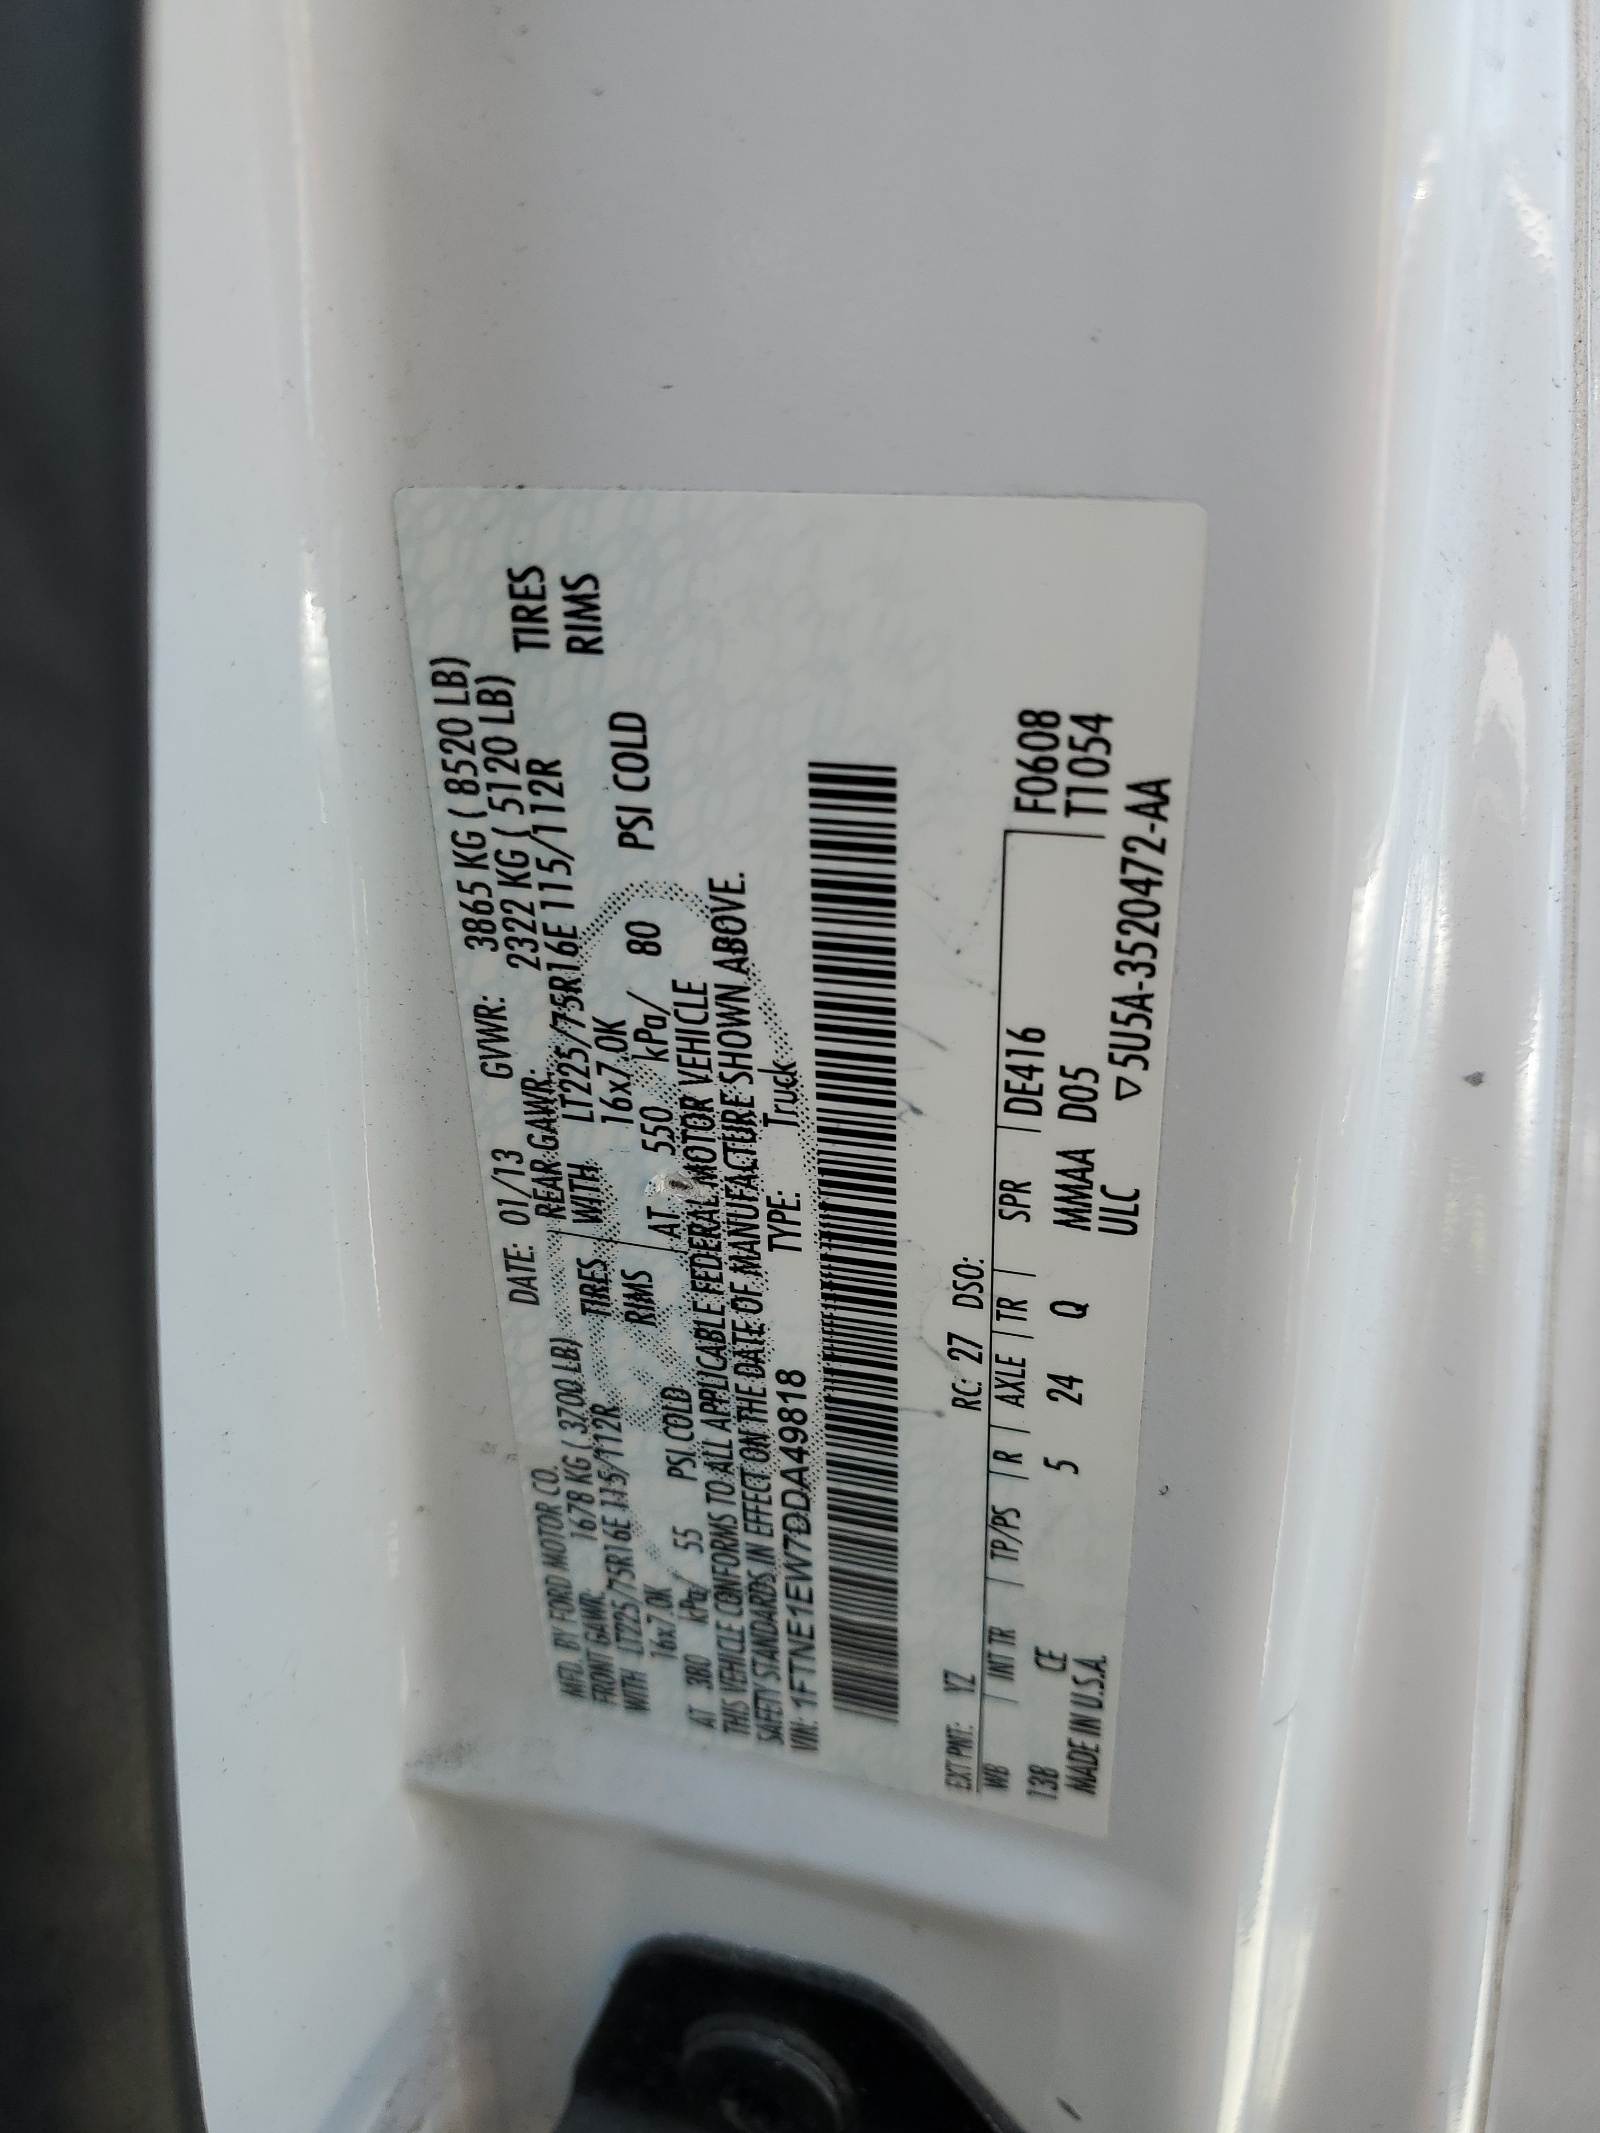 MFD. BY FORD MOTOR CO. DATE: 01/13 GVWR: 3865 KG ( 8520 LB)
FRONT GAWR: 1678 KG ( 3700 LB) REAR GAWR: 2322 KG ( 5120 LB)
WITH LT225/75R16E 115/112R TIRES WITH LT225/75R16E 115/112R TIRES
16x7.0K RIMS 16x7.0K RIMS
AT 380 kPa/ 55 PSI COLD AT 550 kPa/ 80 PSI COLD
THIS VEHICLE CONFORMS TO ALL APPLICABLE FEDERAL MOTOR VEHICLE
SAFETY STANDARDS IN EFFECT ON THE DATE OF MANUFACTURE SHOWN ABOVE.
VIN: 1FTNE1EW7DDA49818 TYPE: Truck
EXT PNT: YZ RC: 27 DSO:
WB | INT TR | TP/PS | R | AXLE | TR | SPR | DE416 F0608
138 CE 5 24 Q MMAA D05 T1054
MADE IN U.S.A. ULC ▽5U5A-3520472-AA